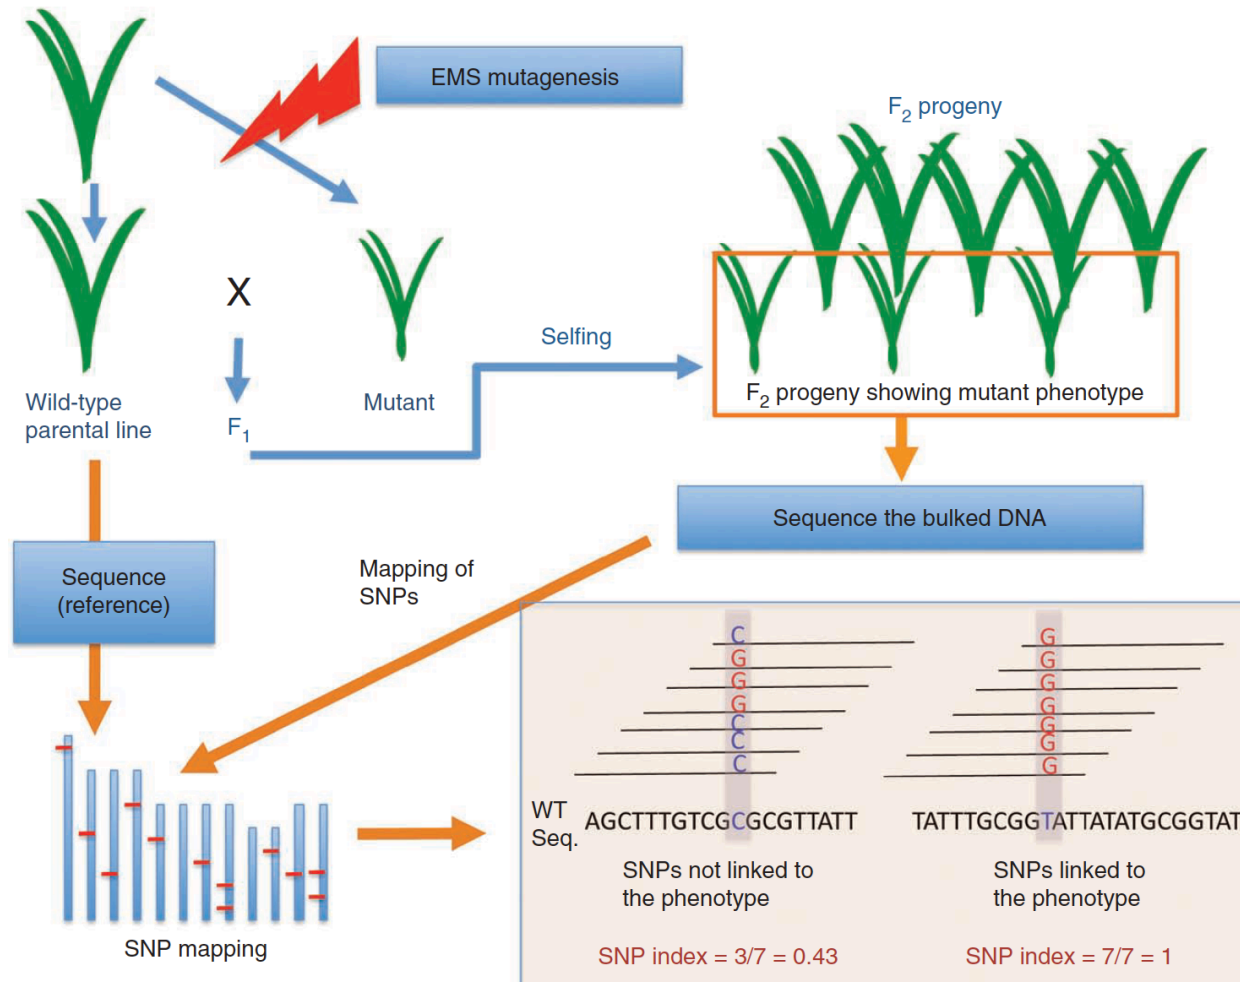 EMS mutagenesis
F2 progeny
X
Selfing
Wild-type
parental line
F1
Mutant
F2 progeny showing mutant phenotype
Sequence the bulked DNA
Sequence
(reference)
Mapping of
SNPs
C
G
G
G
C
C
C
G
G
G
G
G
G
G
WT
Seq.
AGCTTTGTCGCGCGTTATT
TATTTGCGGTATTATATGCGGTAT
SNPs not linked to
the phenotype
SNPs linked to
the phenotype
SNP mapping
SNP index = 3/7 = 0.43
SNP index = 7/7 = 1